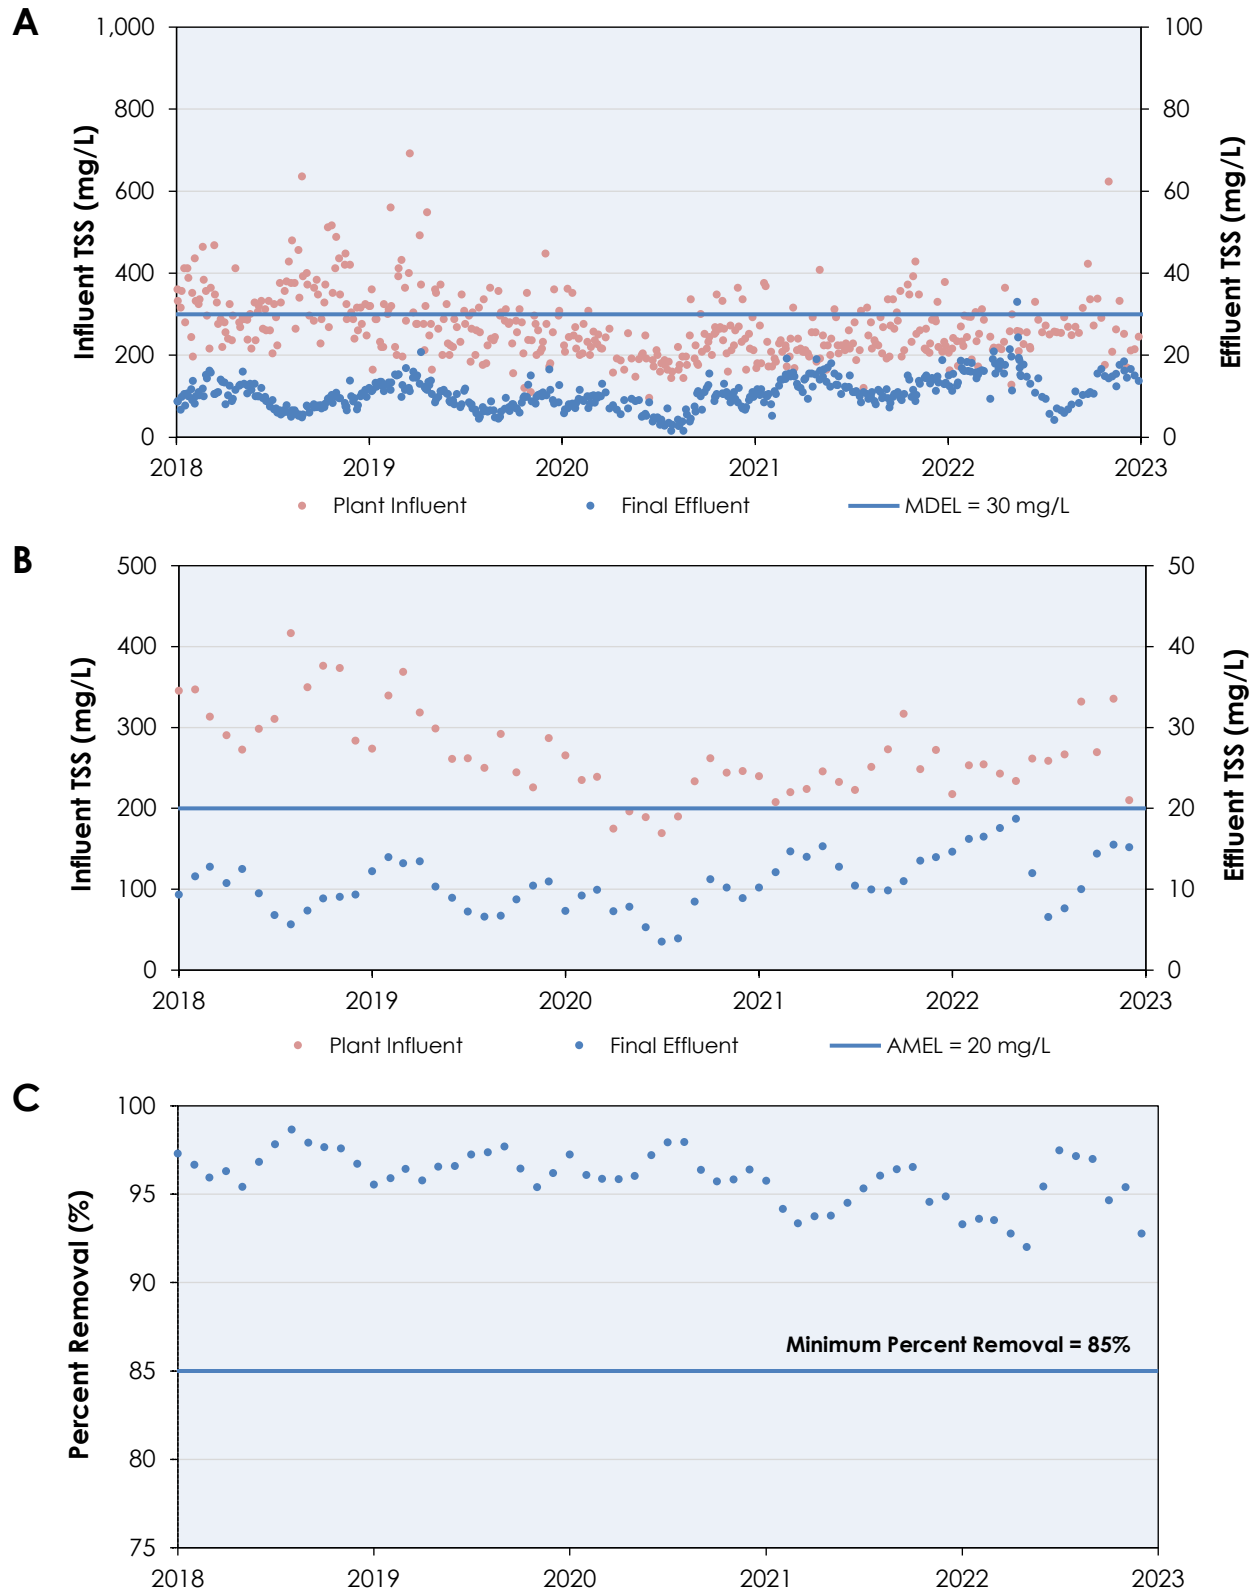 A
Influent TSS (mg/L)
1,000
800
600
400
200
0
100
80
60
40
20
0
Effluent TSS (mg/L)
2018 2019 2020 2021 2022 2023
Plant Influent Final Effluent MDEL = 30 mg/L
B
Influent TSS (mg/L)
500
400
300
200
100
0
50
40
30
20
10
0
Effluent TSS (mg/L)
2018 2019 2020 2021 2022 2023
Plant Influent Final Effluent AMEL = 20 mg/L
C
Percent Removal (%)
100
95
90
85
80
75
Minimum Percent Removal = 85%
2018 2019 2020 2021 2022 2023